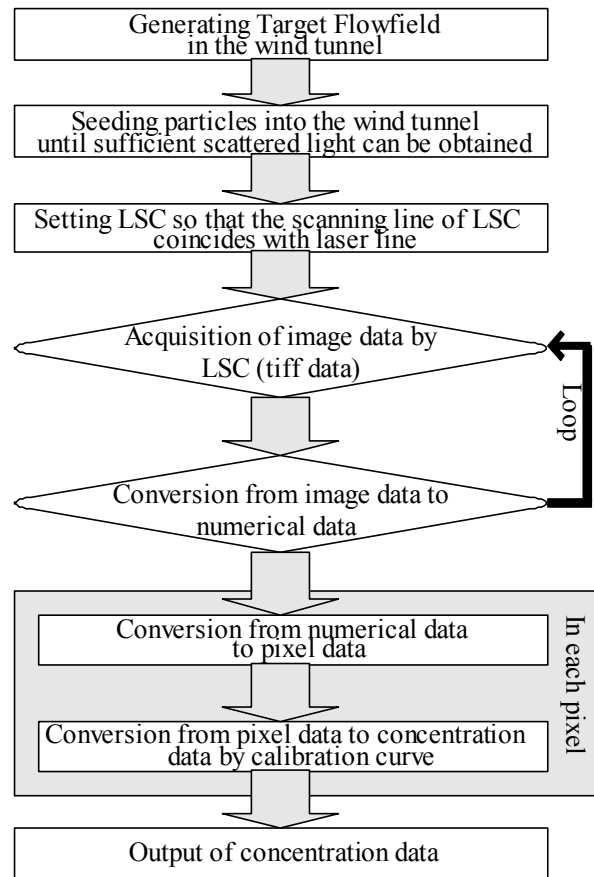 Generating Target Flowfield
in the wind tunnel
Seeding particles into the wind tunnel
until sufficient scattered light can be obtained
Setting LSC so that the scanning line of LSC
coincides with laser line
Acquisition of image data by
LSC (tiff data)
Loop
Conversion from image data to
numerical data
In each pixel
Conversion from numerical data
to pixel data
Conversion from pixel data to concentration
data by calibration curve
Output of concentration data